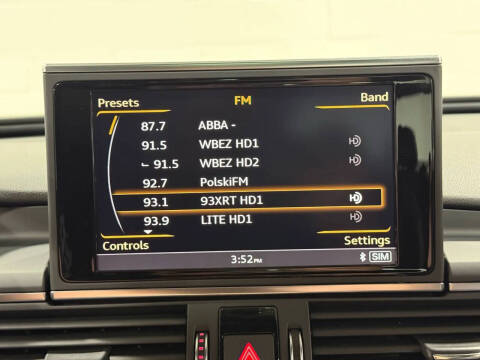 Presets FM Band
87.7 ABBA -
91.5 WBEZ HD1
91.5 WBEZ HD2
92.7 PolskiFM
93.1 93XRT HD1
93.9 LITE HD1
Controls Settings
3:52PM SIM